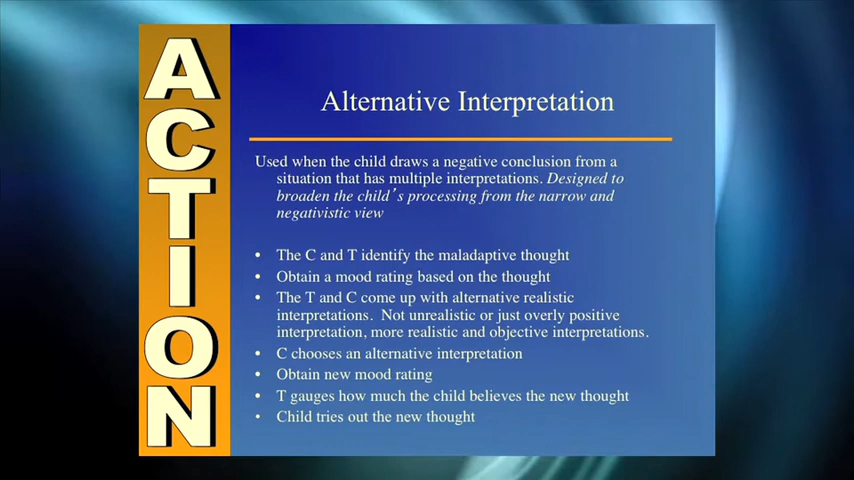 ACTION
Alternative Interpretation
Used when the child draws a negative conclusion from a
situation that has multiple interpretations. Designed to
broaden the child's processing from the narrow and
negativistic view
• The C and T identify the maladaptive thought
• Obtain a mood rating based on the thought
• The T and C come up with alternative realistic
interpretations. Not unrealistic or just overly positive
interpretation, more realistic and objective interpretations.
• C chooses an alternative interpretation
• Obtain new mood rating
• T gauges how much the child believes the new thought
• Child tries out the new thought